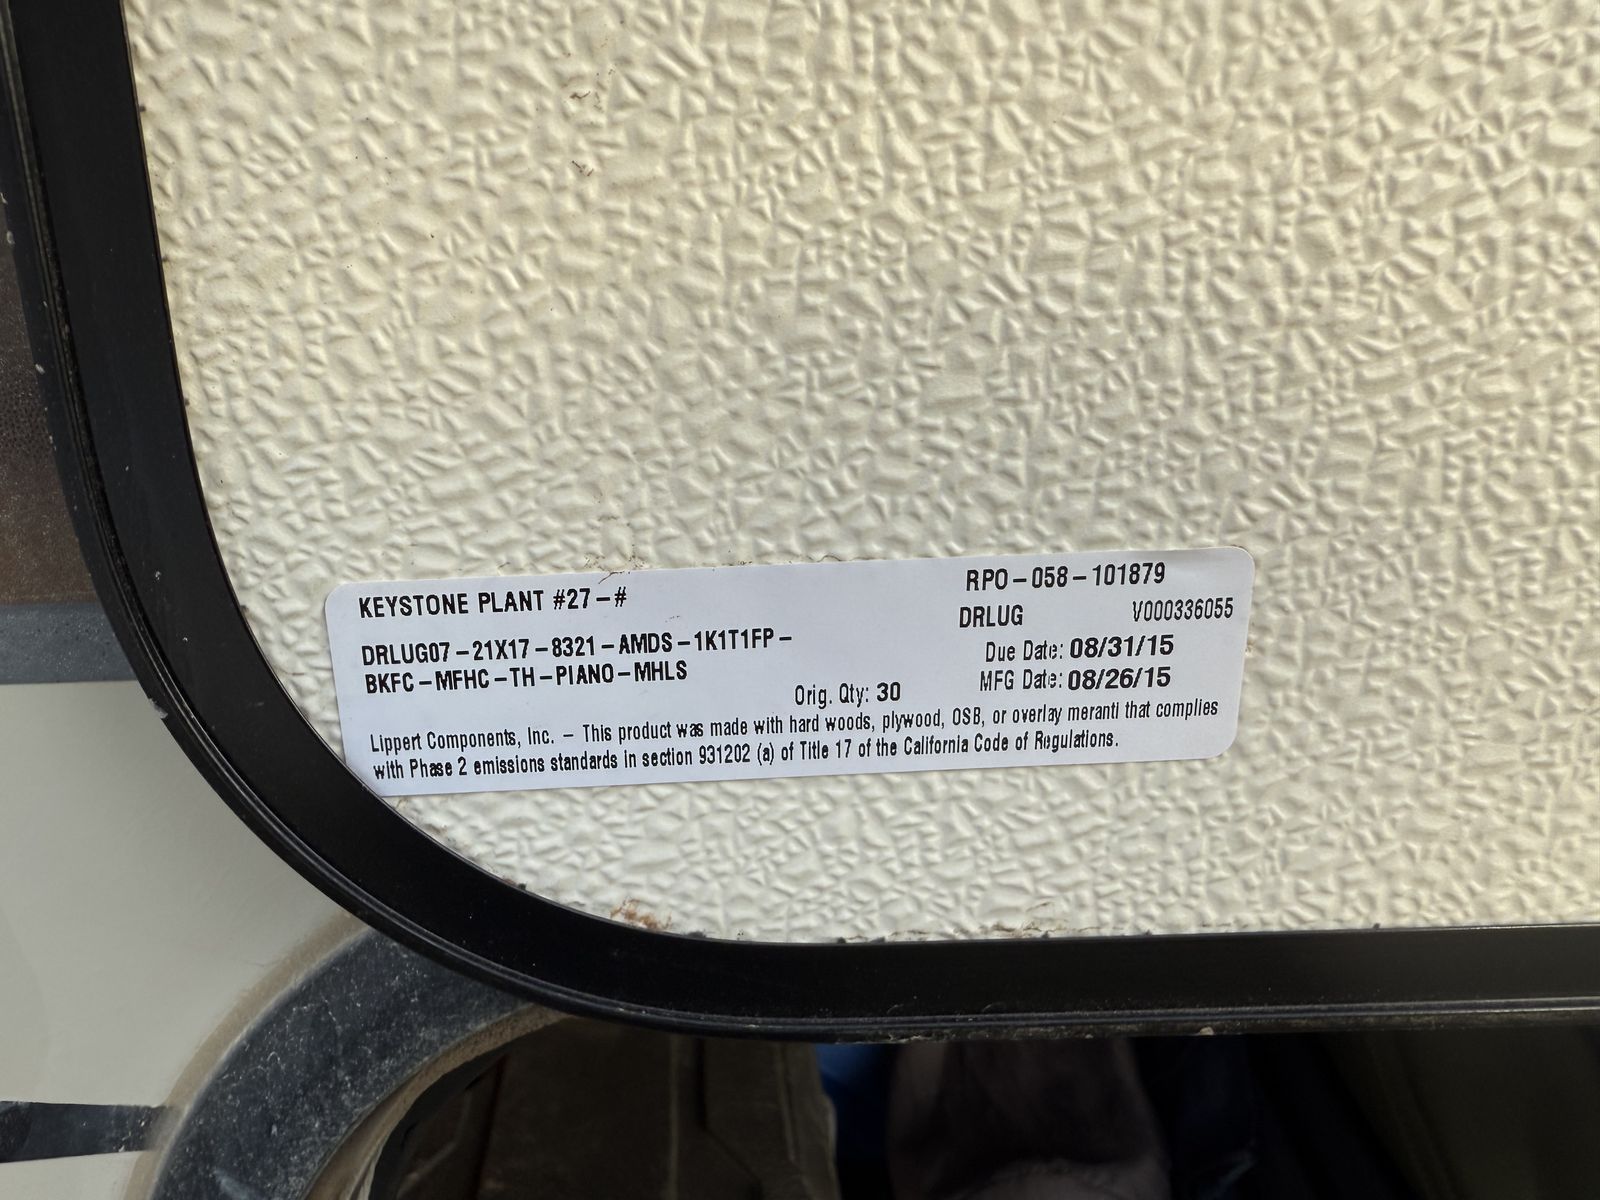 KEYSTONE PLANT #27-#
RPO-058-101879
DRLUG V000336055
DRLUG07-21X17-8321-AMDS-1K1T1FP-
BKFC-MFHC-TH-PIANO-MHLS
Due Date: 08/31/15
Orig. Qty: 30 MFG Date: 08/26/15
Lippert Components, Inc. - This product was made with hard woods, plywood, OSB, or overlay meranti that complies
with Phase 2 emissions standards in section 931202 (a) of Title 17 of the California Code of Regulations.